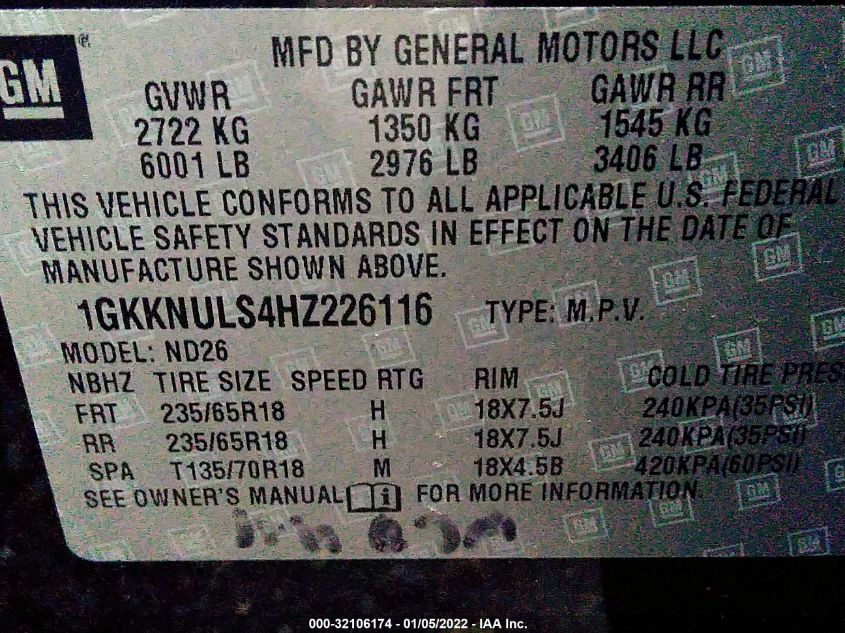 GM ®
MFD BY GENERAL MOTORS LLC
GVWR GAWR FRT GAWR RR
2722 KG 1350 KG 1545 KG
6001 LB 2976 LB 3406 LB
THIS VEHICLE CONFORMS TO ALL APPLICABLE U.S. FEDERAL
VEHICLE SAFETY STANDARDS IN EFFECT ON THE DATE OF
MANUFACTURE SHOWN ABOVE.
1GKKNULS4HZ226116 TYPE: M.P.V.
MODEL: ND26
NBHZ TIRE SIZE SPEED RTG RIM COLD TIRE PRES
FRT 235/65R18 H 18X7.5J 240KPA(35PSI)
RR 235/65R18 H 18X7.5J 240KPA(35PSI)
SPA T135/70R18 M 18X4.5B 420KPA(60PSI)
SEE OWNER'S MANUAL i FOR MORE INFORMATION.
000-32106174 - 01/05/2022 - IAA Inc.